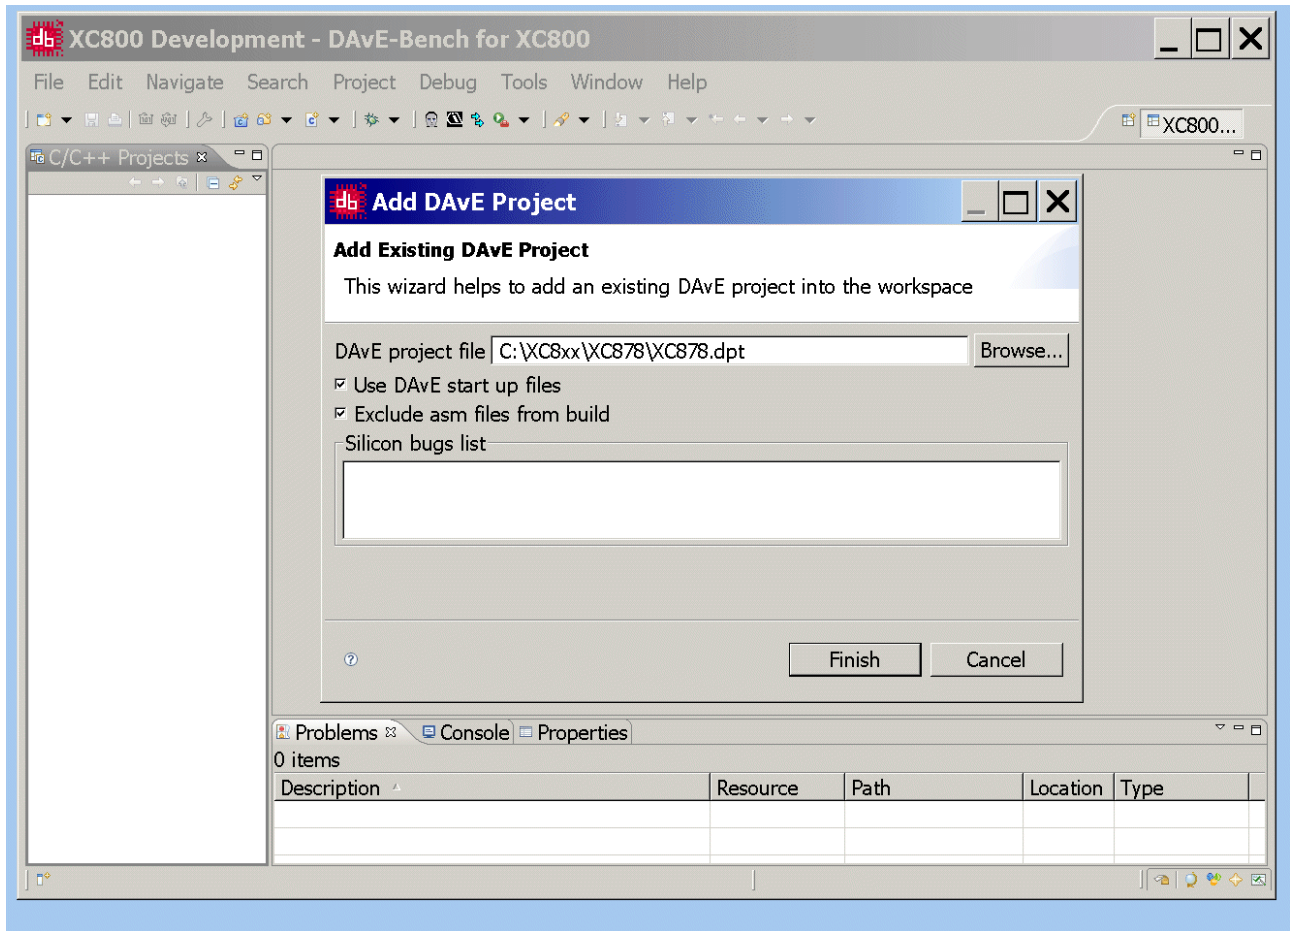 XC800 Development - DAvE-Bench for XC800
File Edit Navigate Search Project Debug Tools Window Help
XC800...
C/C++ Projects
Add DAvE Project
Add Existing DAvE Project
This wizard helps to add an existing DAvE project into the workspace
DAvE project file C:\XC8xx\XC878\XC878.dpt Browse...
Use DAvE start up files
Exclude asm files from build
Silicon bugs list
Finish Cancel
Problems Console Properties
0 items
Description Resource Path Location Type